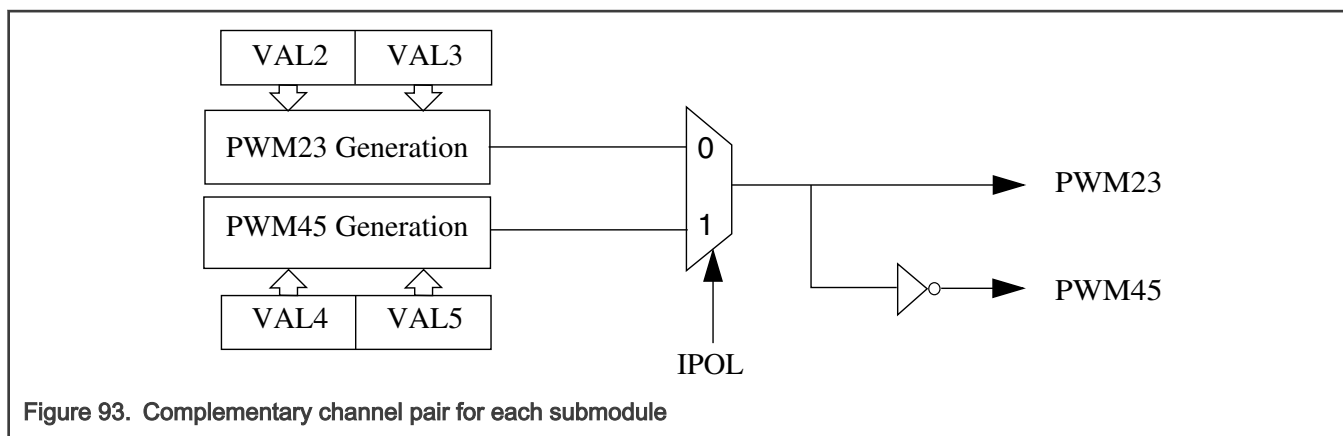 VAL2 VAL3
PWM23 Generation
0
PWM23
PWM45 Generation
1
PWM45
VAL4 VAL5
IPOL
Figure 93. Complementary channel pair for each submodule